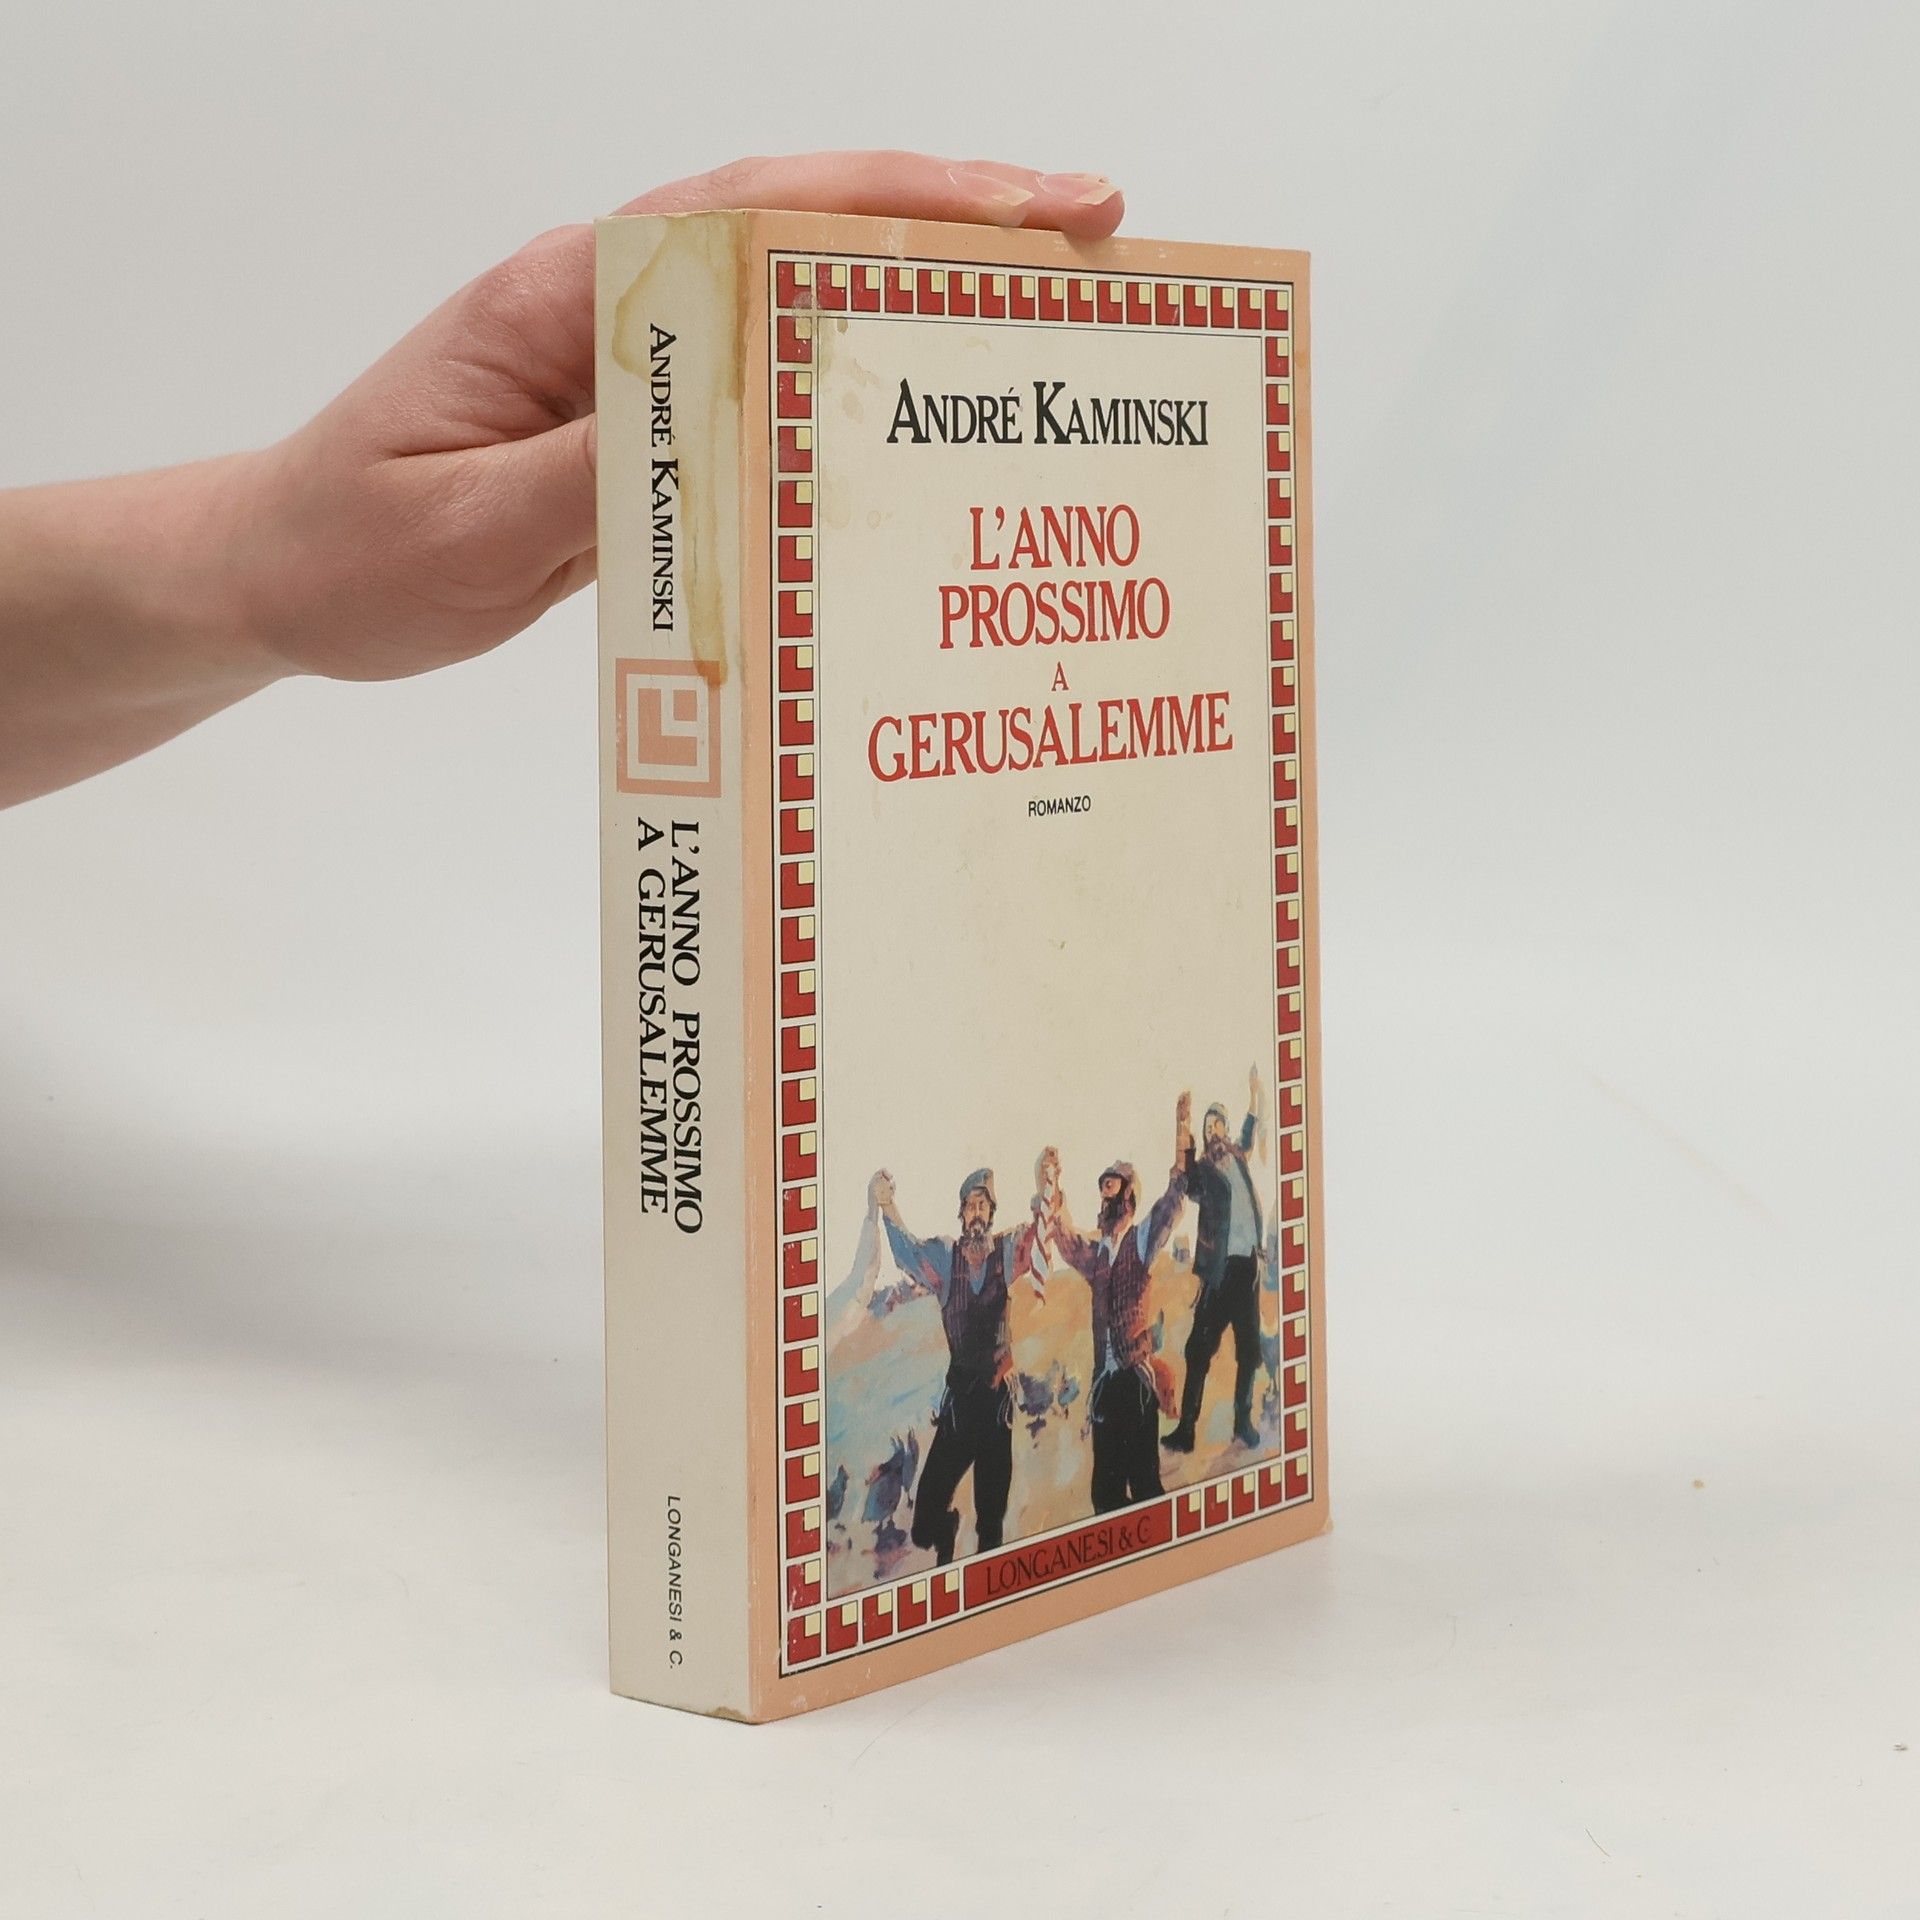 ANDRÉ KAMINSKI
L'ANNO PROSSIMO
A GERUSALEMME
LONGANESI & C.
ANDRÉ KAMINSKI
L'ANNO
PROSSIMO
A
GERUSALEMME
ROMANZO
LONGANESI & C